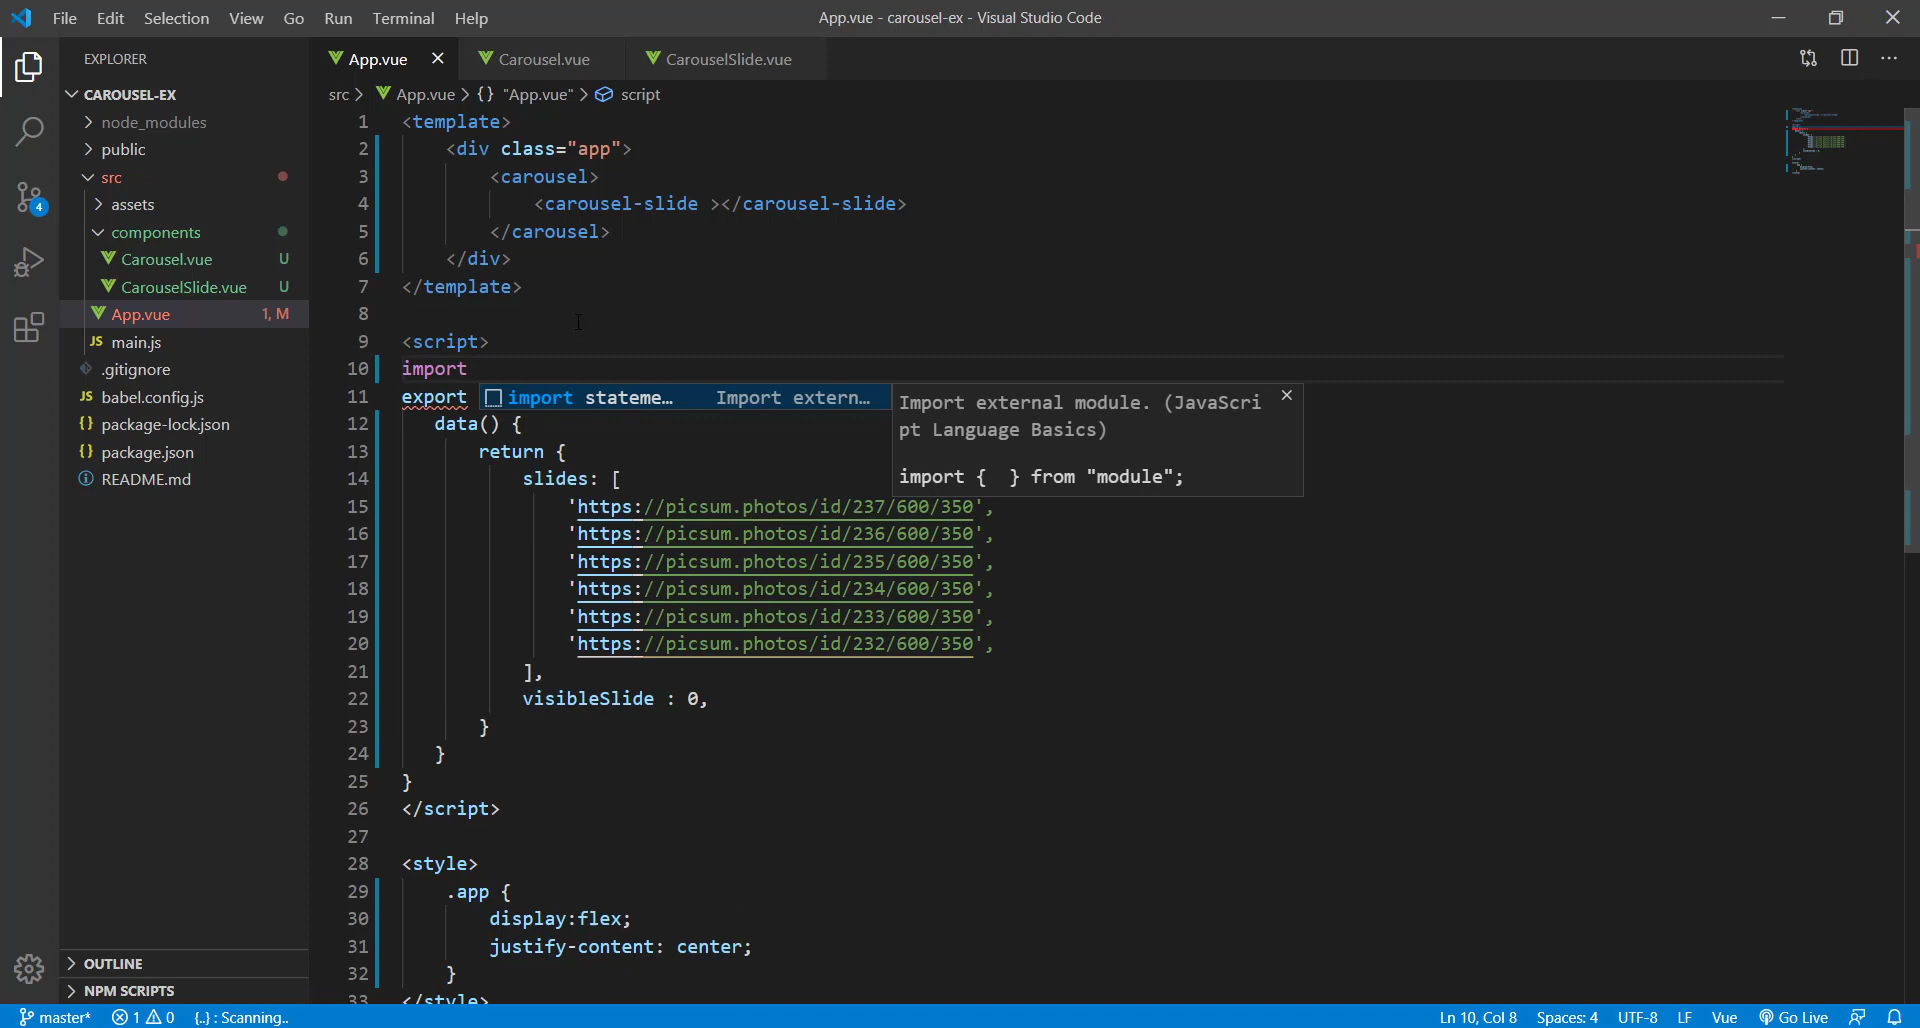 File Edit Selection View Go Run Terminal Help
App.vue - carousel-ex - Visual Studio Code
EXPLORER
CAROUSEL-EX
node_modules
public
src
assets
components
Carousel.vue U
CarouselSlide.vue U
App.vue 1, M
JS main.js
.gitignore
JS babel.config.js
{} package-lock.json
{} package.json
README.md
OUTLINE
NPM SCRIPTS
4
App.vue Carousel.vue CarouselSlide.vue
src > App.vue > {} "App.vue" > script
1 <template>
2 <div class="app">
3 <carousel>
4 <carousel-slide ></carousel-slide>
5 </carousel>
6 </div>
7 </template>
8
9 <script>
10 import
11 export
import stateme… Import extern…
Import external module. (JavaScri
pt Language Basics)
import {  } from "module";
12 data() {
13 return {
14 slides: [
15 'https://picsum.photos/id/237/600/350',
16 'https://picsum.photos/id/236/600/350',
17 'https://picsum.photos/id/235/600/350',
18 'https://picsum.photos/id/234/600/350',
19 'https://picsum.photos/id/233/600/350',
20 'https://picsum.photos/id/232/600/350',
21 ],
22 visibleSlide : 0,
23 }
24 }
25 }
26 </script>
27
28 <style>
29 .app {
30 display:flex;
31 justify-content: center;
32 }
33 </style>
master* 1 0 {..} : Scanning.. Ln 10, Col 8 Spaces: 4 UTF-8 LF Vue Go Live